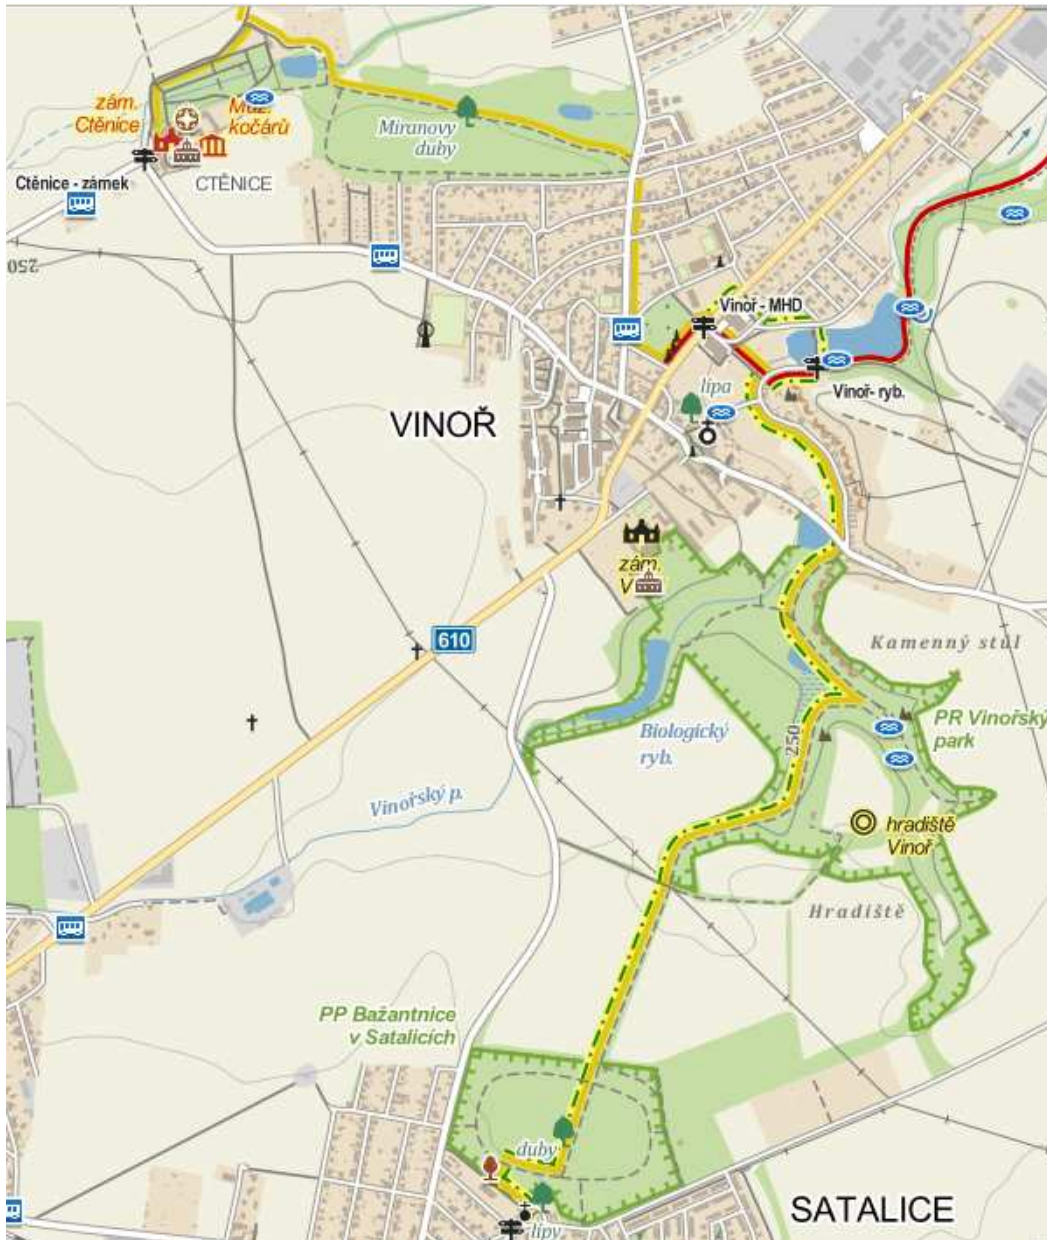 zám.
Ctěnice
Muz.
kočárů
Ctěnice - zámek
CTĚNICE
Miranovy
duby
250
Vinoř - MHD
lípa
Vinoř- ryb.
VINOŘ
zám.
610
Kamenný stůl
PR Vinořský
park
Biologický
ryb.
250
Vinořský p.
hradiště
Vinoř
Hradiště
PP Bažantnice
v Satalicích
duby
lípy
SATALICE